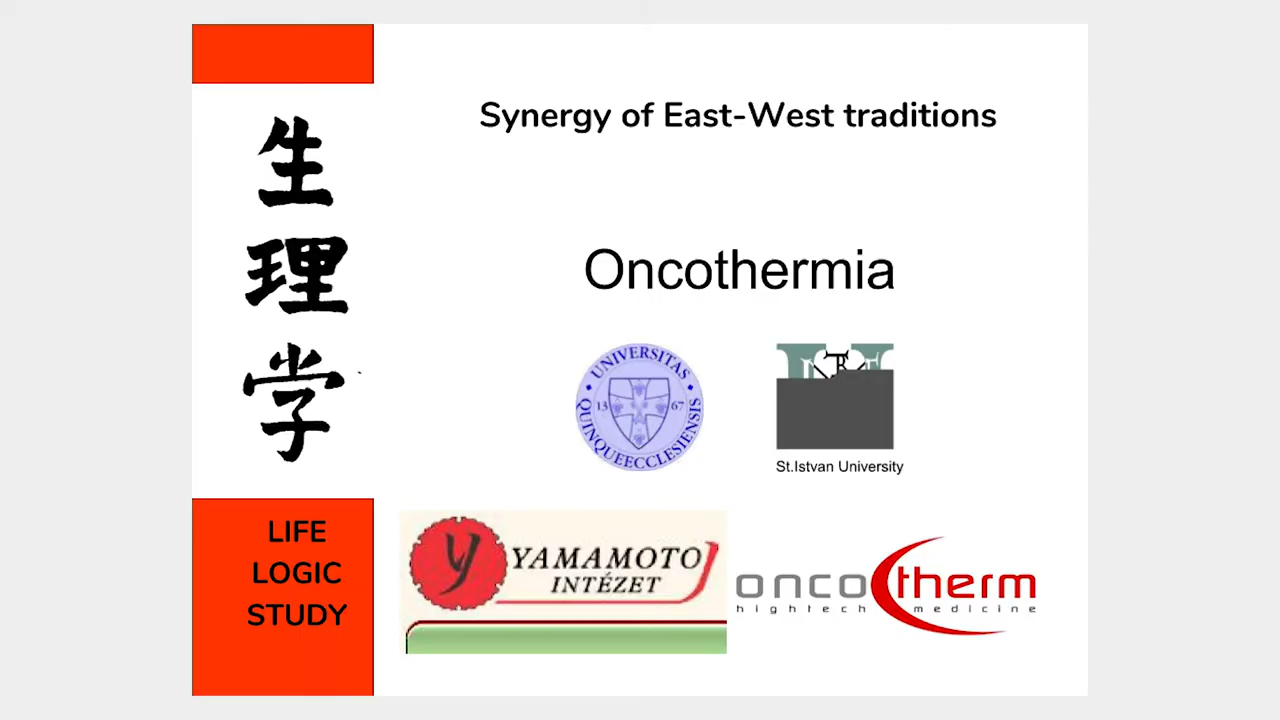 Synergy of East-West traditions
生
理
学
Oncothermia
UNIVERSITAS
13 67
QUINQUEECCLESIENSIS
St.Istvan University
LIFE
LOGIC
STUDY
y
YAMAMOTO
INTÉZET
oncotherm
hightech medicine